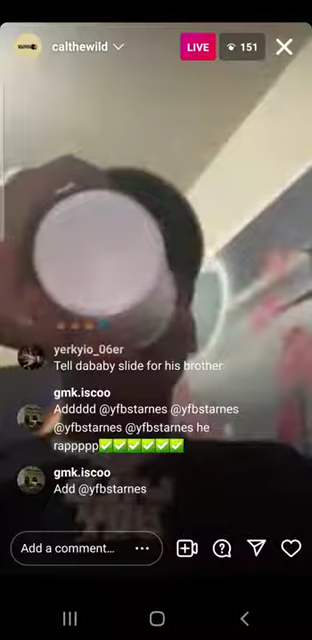 calthewild
LIVE
151
yerkyio_06er
Tell dababy slide for his brother
gmk.iscoo
Addddd @yfbstarnes @yfbstarnes
@yfbstarnes @yfbstarnes he
rappppp✅✅✅✅✅✅
gmk.iscoo
Add @yfbstarnes
Add a comment...